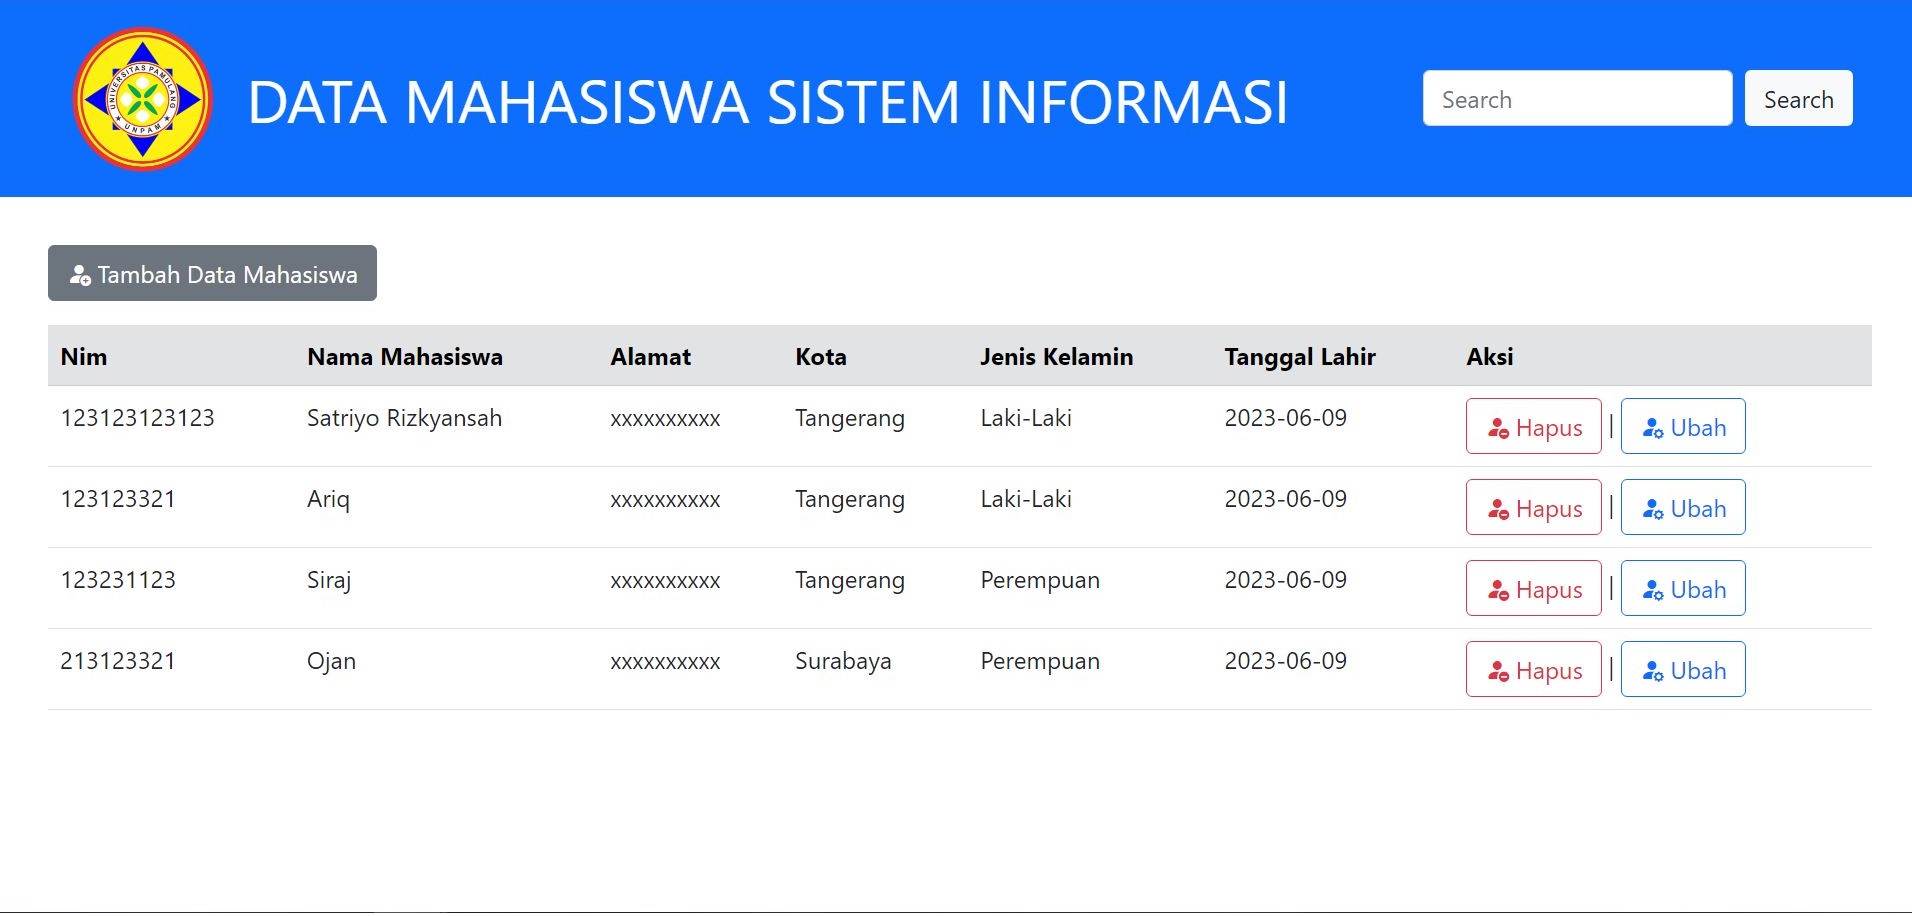 UNIVERSITAS PAMULANG
UNPAM
DATA MAHASISWA SISTEM INFORMASI
Search Search
Tambah Data Mahasiswa
Nim Nama Mahasiswa Alamat Kota Jenis Kelamin Tanggal Lahir Aksi
123123123123 Satriyo Rizkyansah xxxxxxxxxx Tangerang Laki-Laki 2023-06-09 Hapus | Ubah
123123321 Ariq xxxxxxxxxx Tangerang Laki-Laki 2023-06-09 Hapus | Ubah
123231123 Siraj xxxxxxxxxx Tangerang Perempuan 2023-06-09 Hapus | Ubah
213123321 Ojan xxxxxxxxxx Surabaya Perempuan 2023-06-09 Hapus | Ubah